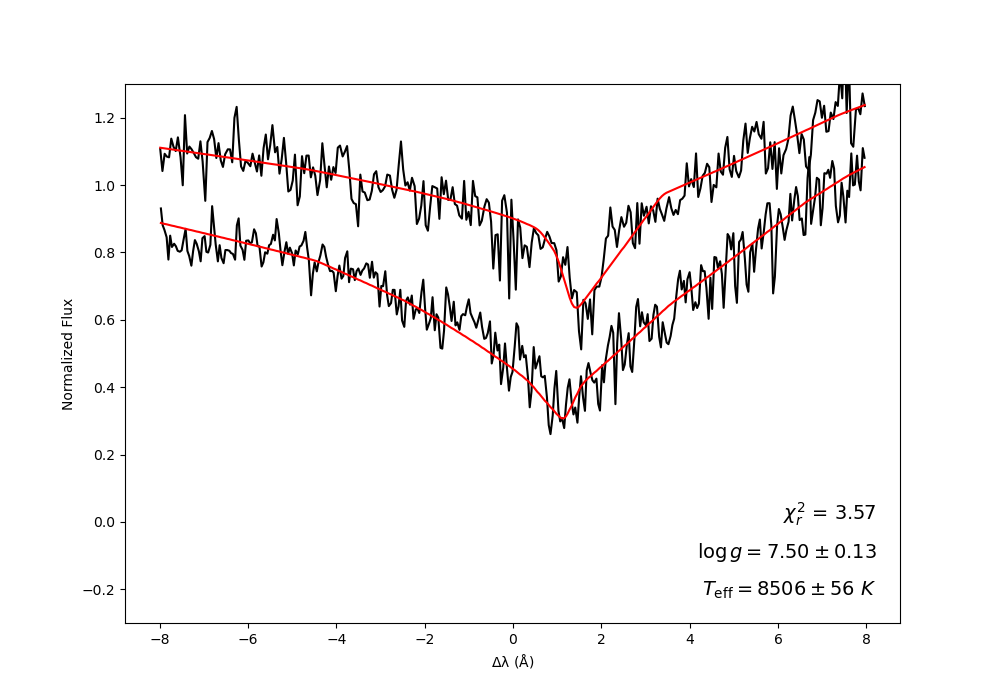 1.2
1.0
0.8
0.6
0.4
0.2
0.0
−0.2
Normalized Flux
χ²ᵣ = 3.57
log g = 7.50 ± 0.13
T_eff = 8506 ± 56 K
−8 −6 −4 −2 0 2 4 6 8
Δλ (Å)